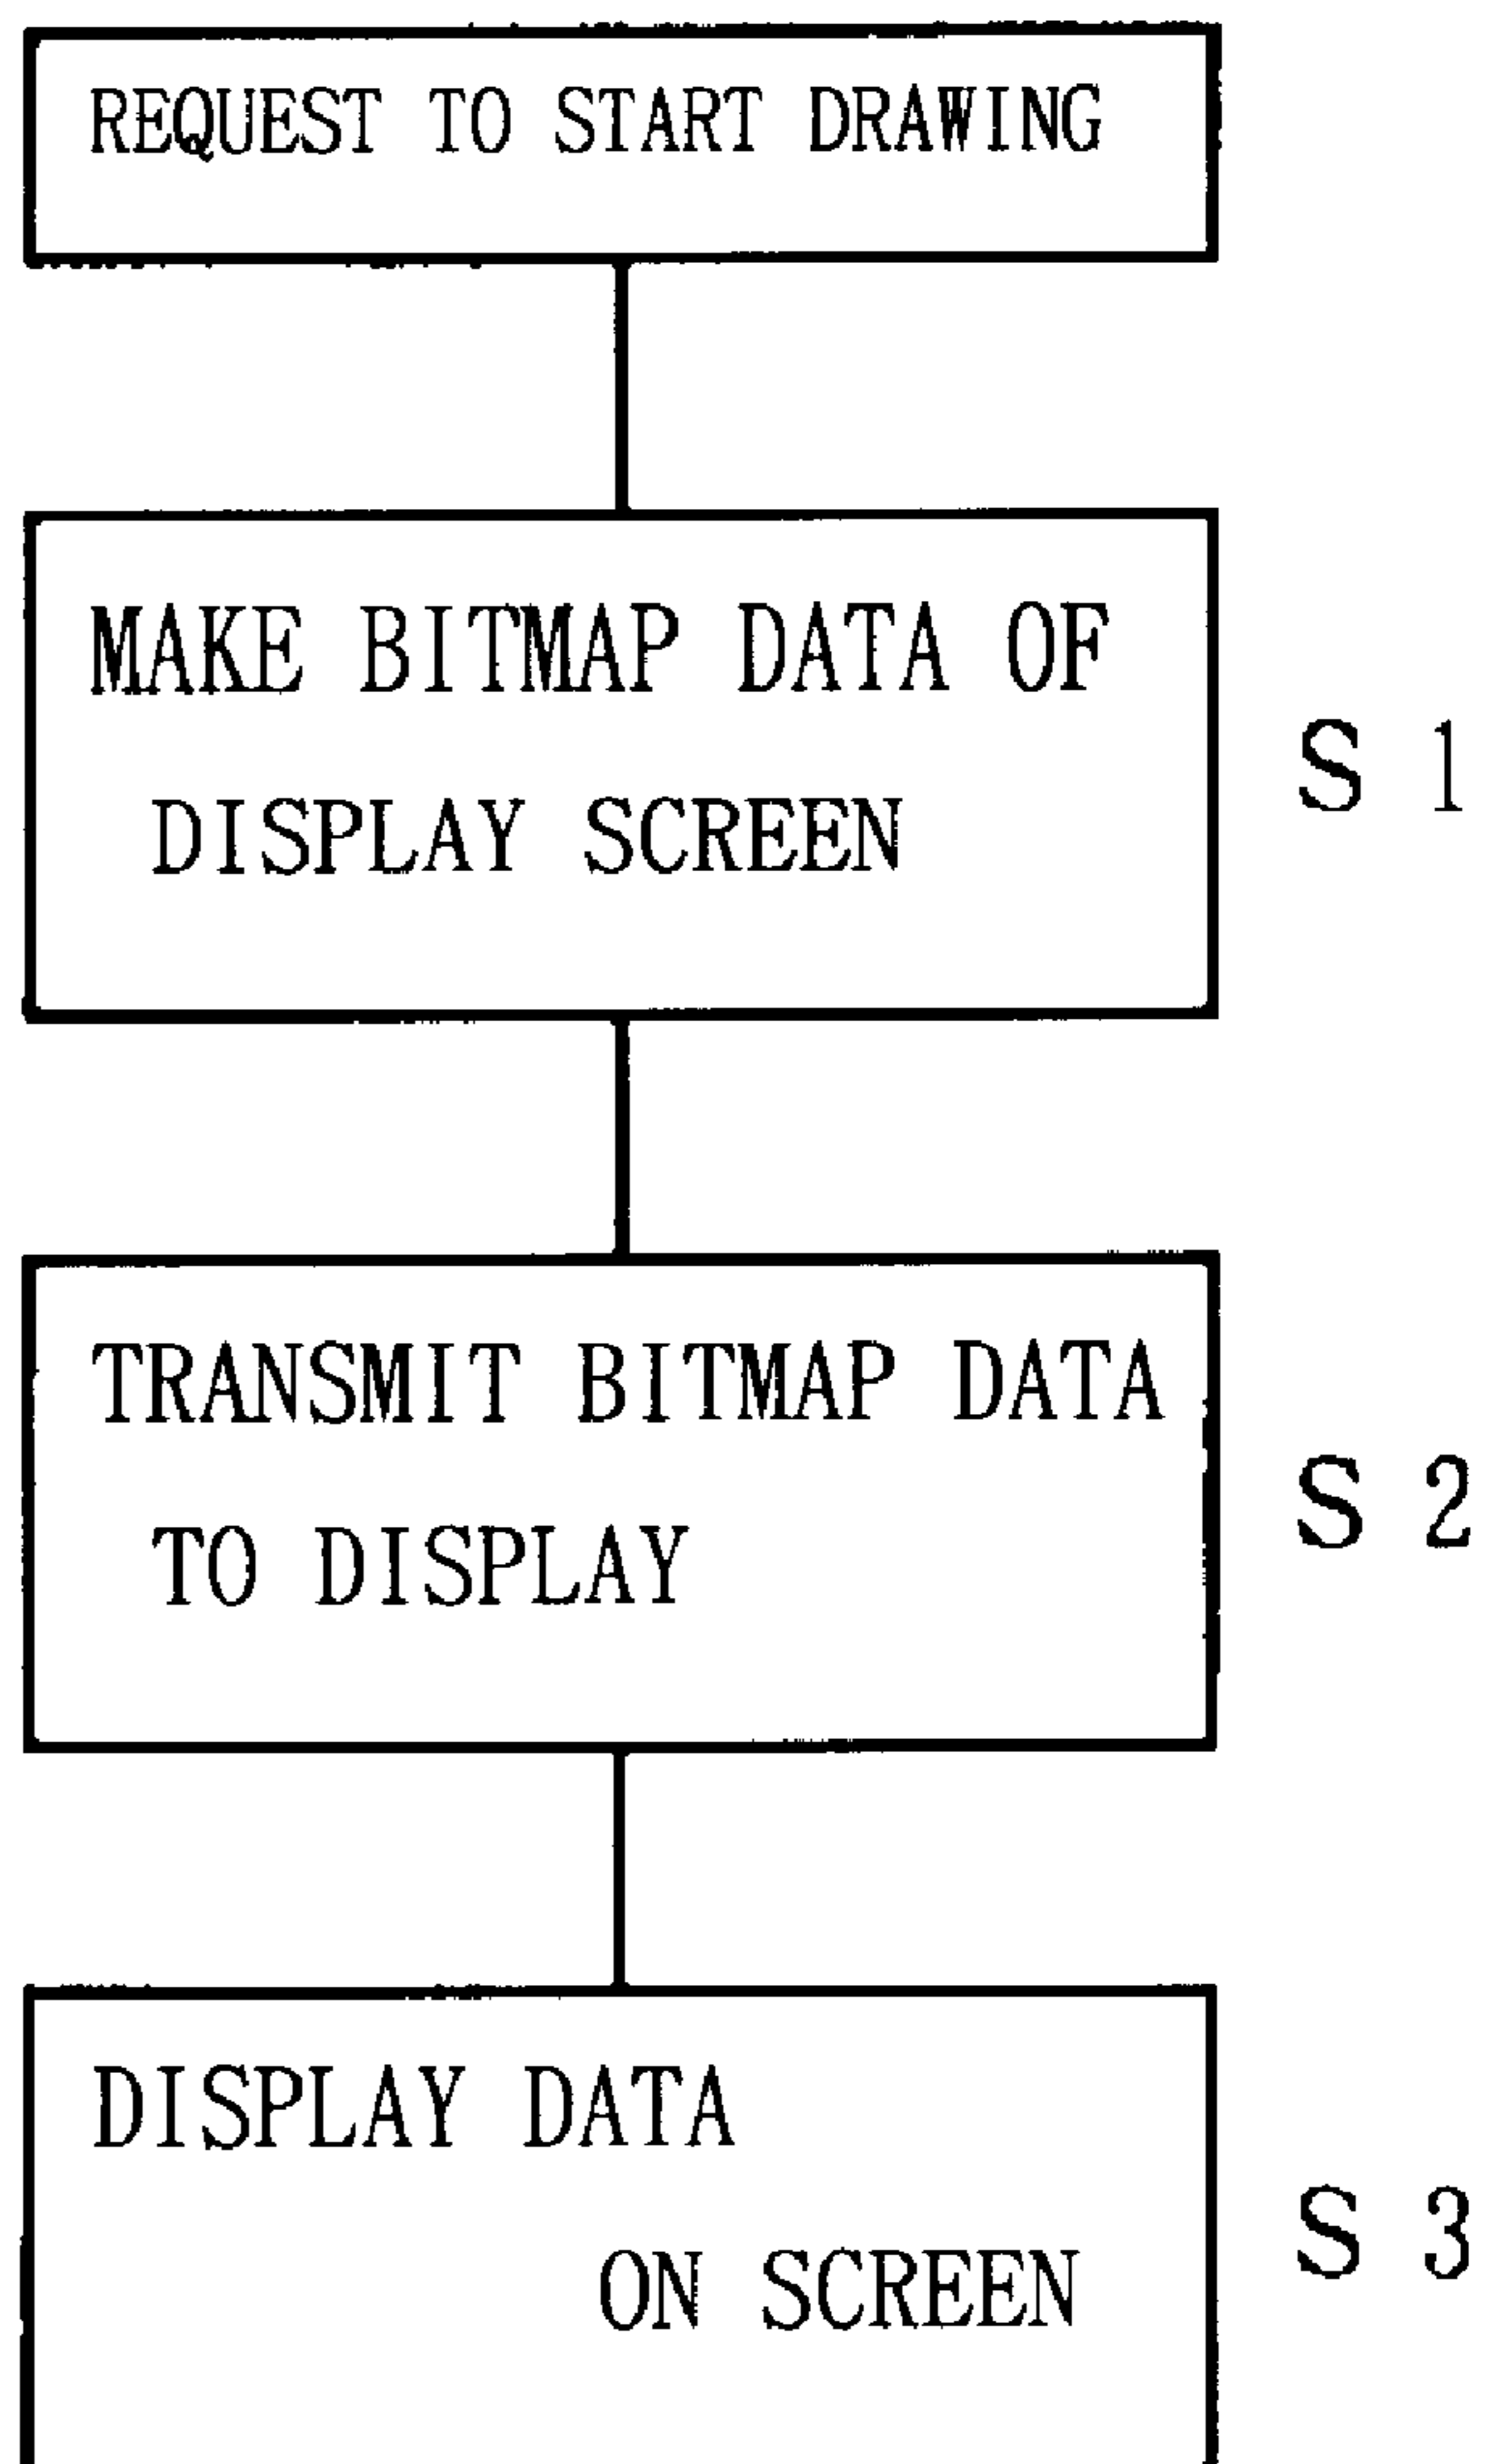 REQUEST TO START DRAWING
MAKE BITMAP DATA OF
DISPLAY SCREEN
S 1
TRANSMIT BITMAP DATA
TO DISPLAY
S 2
DISPLAY DATA
ON SCREEN
S 3